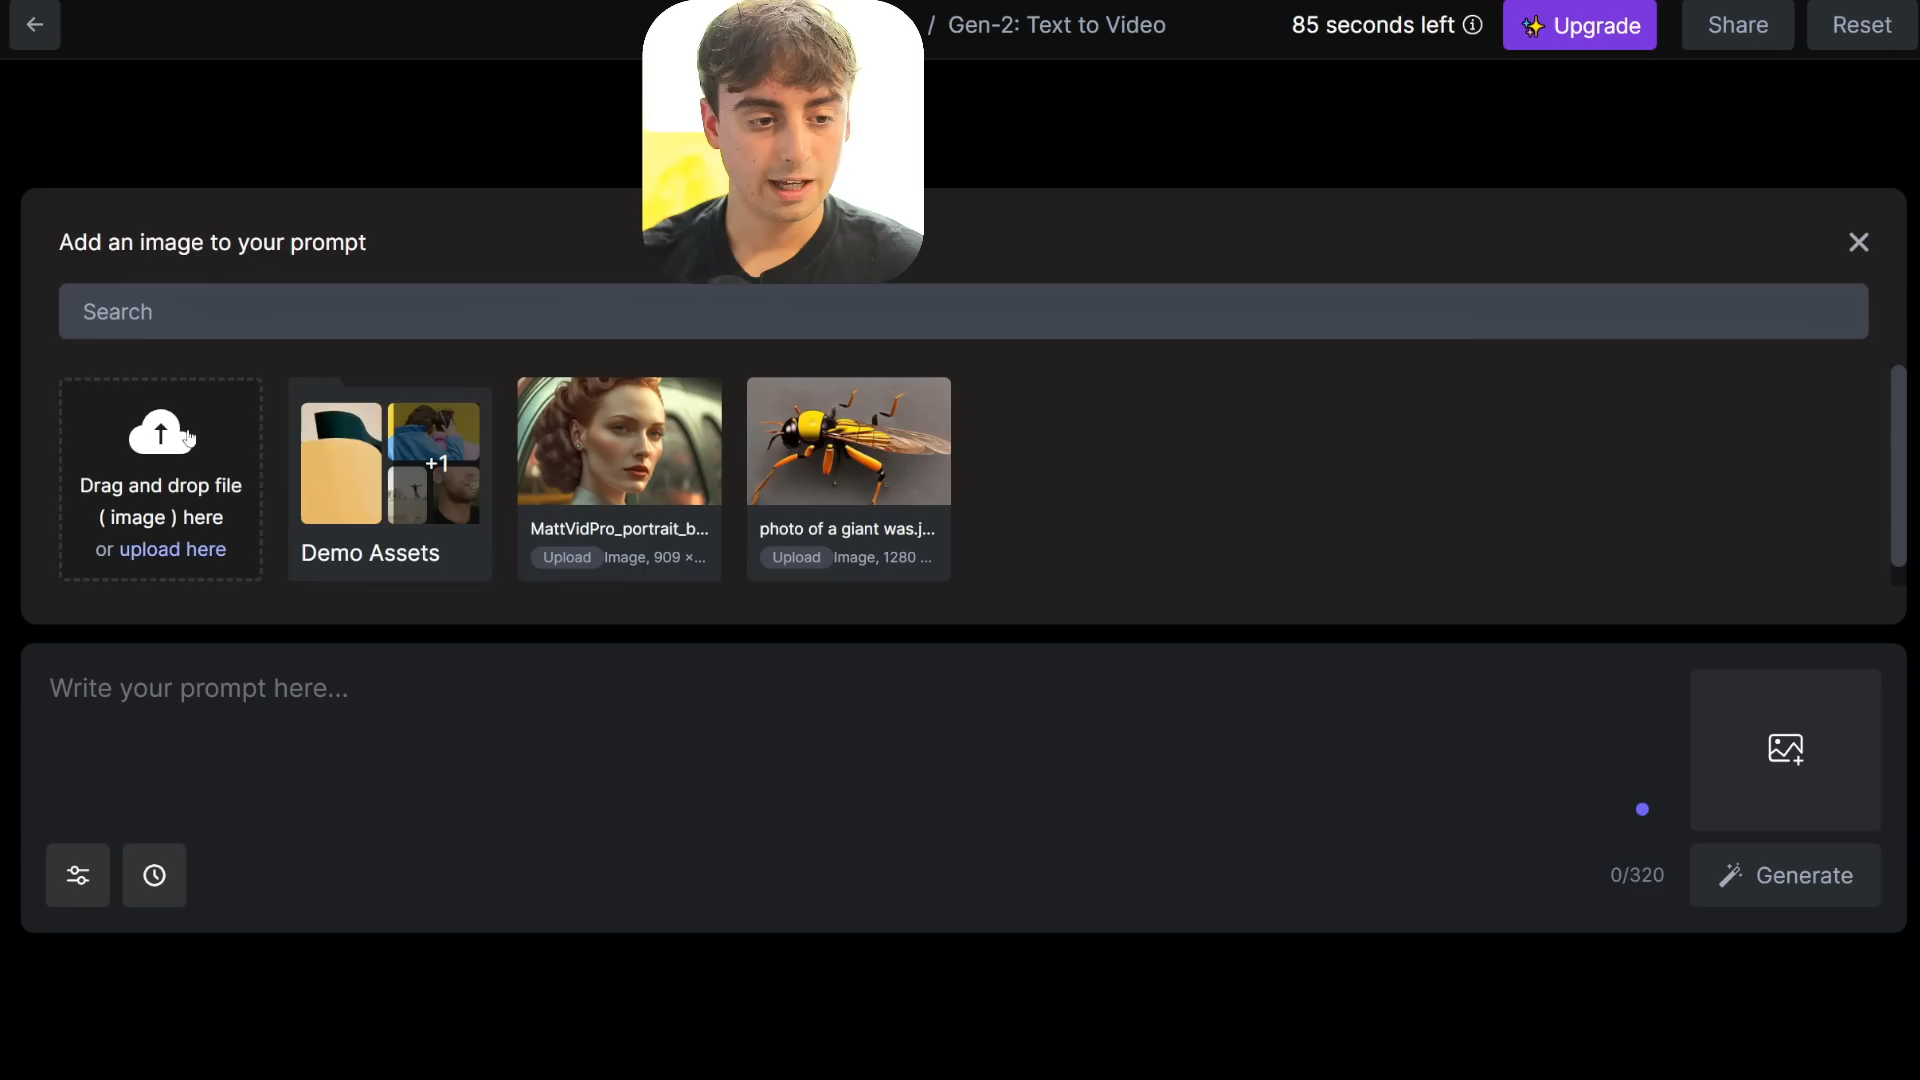 / Gen-2: Text to Video
85 seconds left
Upgrade
Share
Reset
Add an image to your prompt
Search
Drag and drop file
( image ) here
or upload here
+1
Demo Assets
MattVidPro_portrait_b...
Upload Image, 909 ×...
photo of a giant was.j...
Upload Image, 1280 ...
Write your prompt here...
0/320
Generate